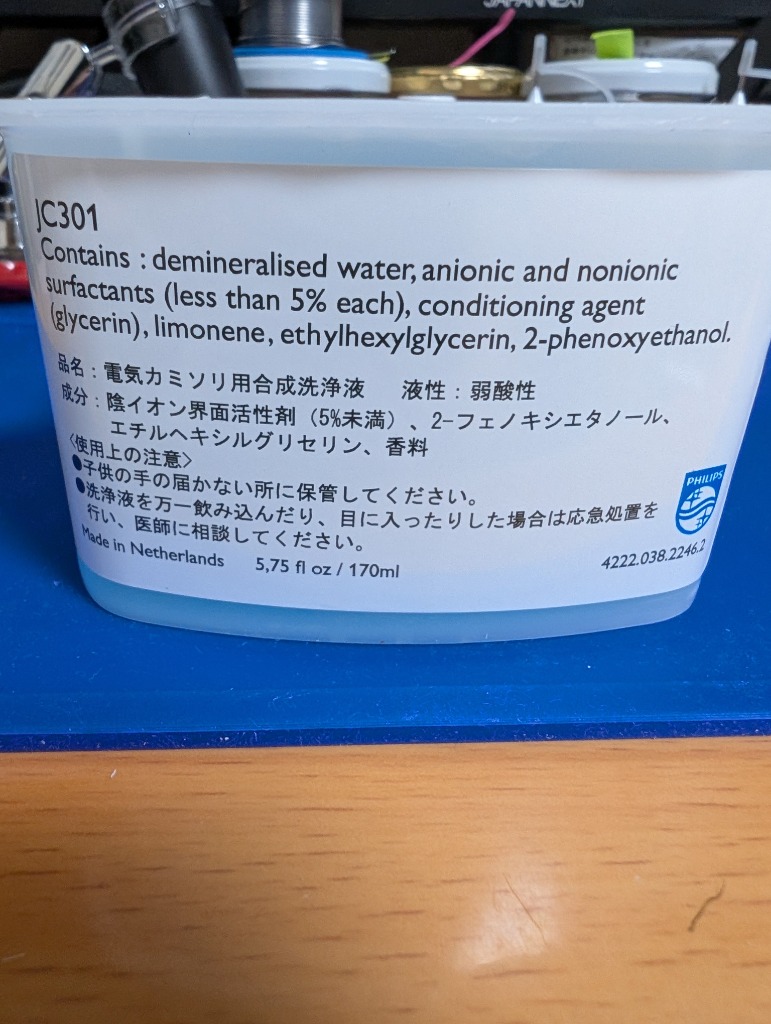 JAPANNEXT
JC301
Contains : demineralised water, anionic and nonionic
surfactants (less than 5% each), conditioning agent
(glycerin), limonene, ethylhexylglycerin, 2-phenoxyethanol.
品名：電気カミソリ用合成洗浄液　液性：弱酸性
成分：陰イオン界面活性剤（5%未満）、2-フェノキシエタノール、
エチルヘキシルグリセリン、香料
〈使用上の注意〉
●子供の手の届かない所に保管してください。
●洗浄液を万一飲み込んだり、目に入ったりした場合は応急処置を
行い、医師に相談してください。
PHILIPS
Made in Netherlands 5,75 fl oz / 170ml 4222.038.2246.2